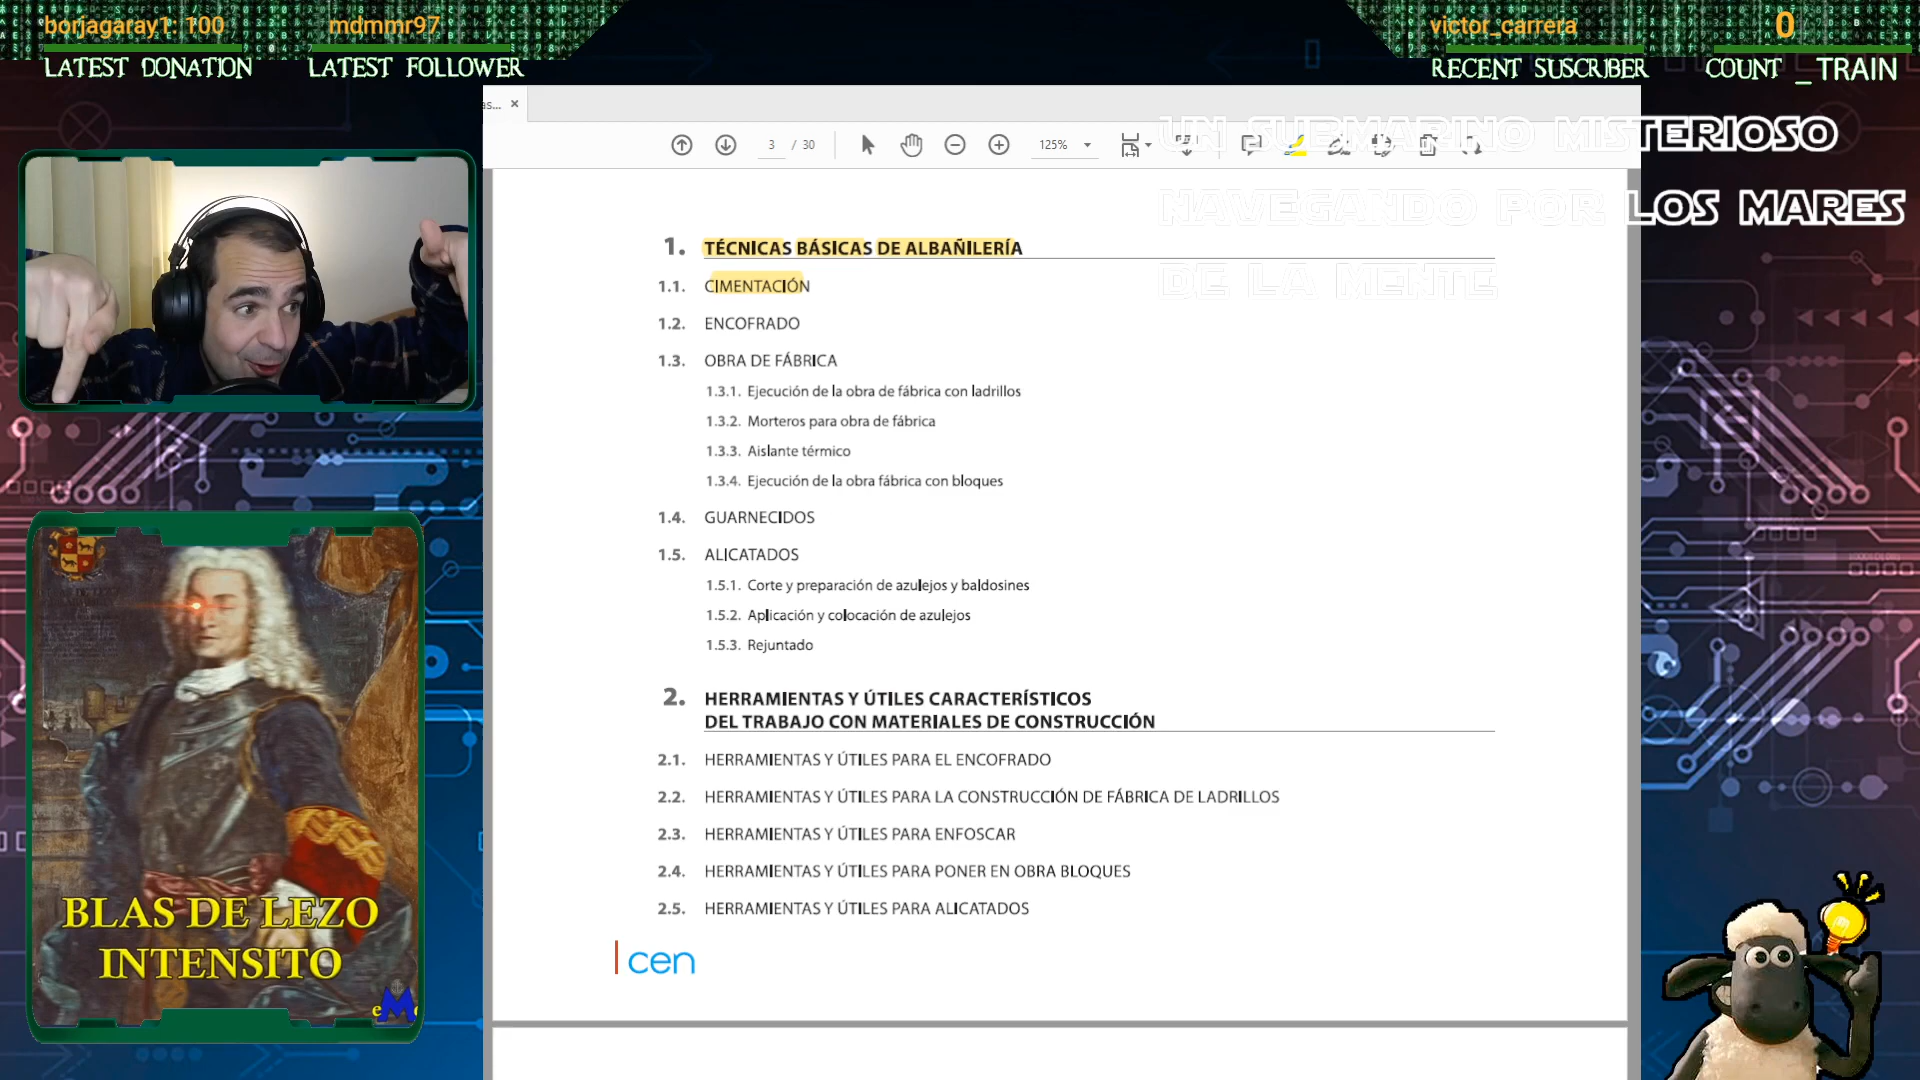 borjagaray1: 100
mdmmr97
victor_carrera
0
LATEST DONATION
LATEST FOLLOWER
RECENT SUSCRIBER
COUNT _TRAIN
as...
3 / 30
125%
UN SUBMARINO MISTERIOSO
NAVEGANDO POR LOS MARES
DE LA MENTE
1. TÉCNICAS BÁSICAS DE ALBAÑILERÍA
1.1. CIMENTACIÓN
1.2. ENCOFRADO
1.3. OBRA DE FÁBRICA
1.3.1. Ejecución de la obra de fábrica con ladrillos
1.3.2. Morteros para obra de fábrica
1.3.3. Aislante térmico
1.3.4. Ejecución de la obra fábrica con bloques
1.4. GUARNECIDOS
1.5. ALICATADOS
1.5.1. Corte y preparación de azulejos y baldosines
1.5.2. Aplicación y colocación de azulejos
1.5.3. Rejuntado
2. HERRAMIENTAS Y ÚTILES CARACTERÍSTICOS
DEL TRABAJO CON MATERIALES DE CONSTRUCCIÓN
2.1. HERRAMIENTAS Y ÚTILES PARA EL ENCOFRADO
2.2. HERRAMIENTAS Y ÚTILES PARA LA CONSTRUCCIÓN DE FÁBRICA DE LADRILLOS
2.3. HERRAMIENTAS Y ÚTILES PARA ENFOSCAR
2.4. HERRAMIENTAS Y ÚTILES PARA PONER EN OBRA BLOQUES
2.5. HERRAMIENTAS Y ÚTILES PARA ALICATADOS
cen
BLAS DE LEZO
INTENSITO